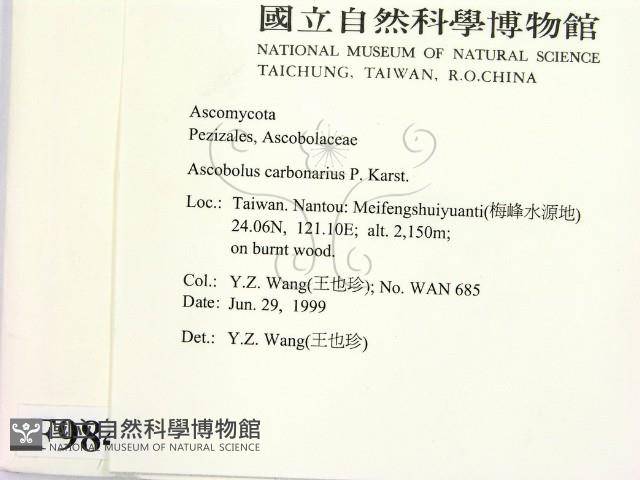 國立自然科學博物館
NATIONAL MUSEUM OF NATURAL SCIENCE
TAICHUNG, TAIWAN, R.O.CHINA
Ascomycota
Pezizales, Ascobolaceae
Ascobolus carbonarius P. Karst.
Loc.: Taiwan. Nantou: Meifengshuiyuanti(梅峰水源地)
24.06N, 121.10E; alt. 2,150m;
on burnt wood.
Col.: Y.Z. Wang(王也珍); No. WAN 685
Date: Jun. 29, 1999
Det.: Y.Z. Wang(王也珍)
國立自然科學博物館
NATIONAL MUSEUM OF NATURAL SCIENCE